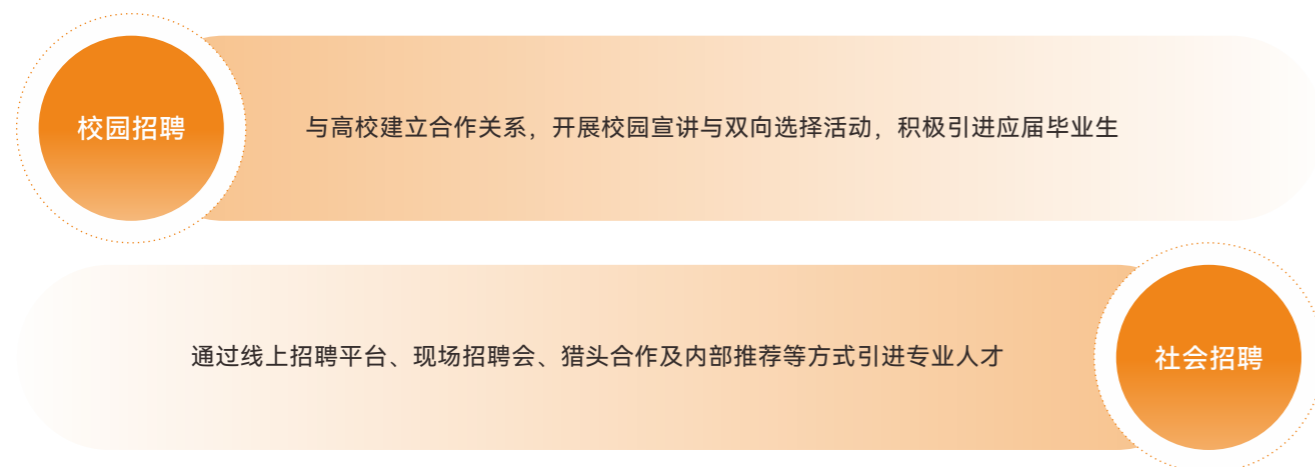 校园招聘
与高校建立合作关系，开展校园宣讲与双向选择活动，积极引进应届毕业生
通过线上招聘平台、现场招聘会、猎头合作及内部推荐等方式引进专业人才
社会招聘